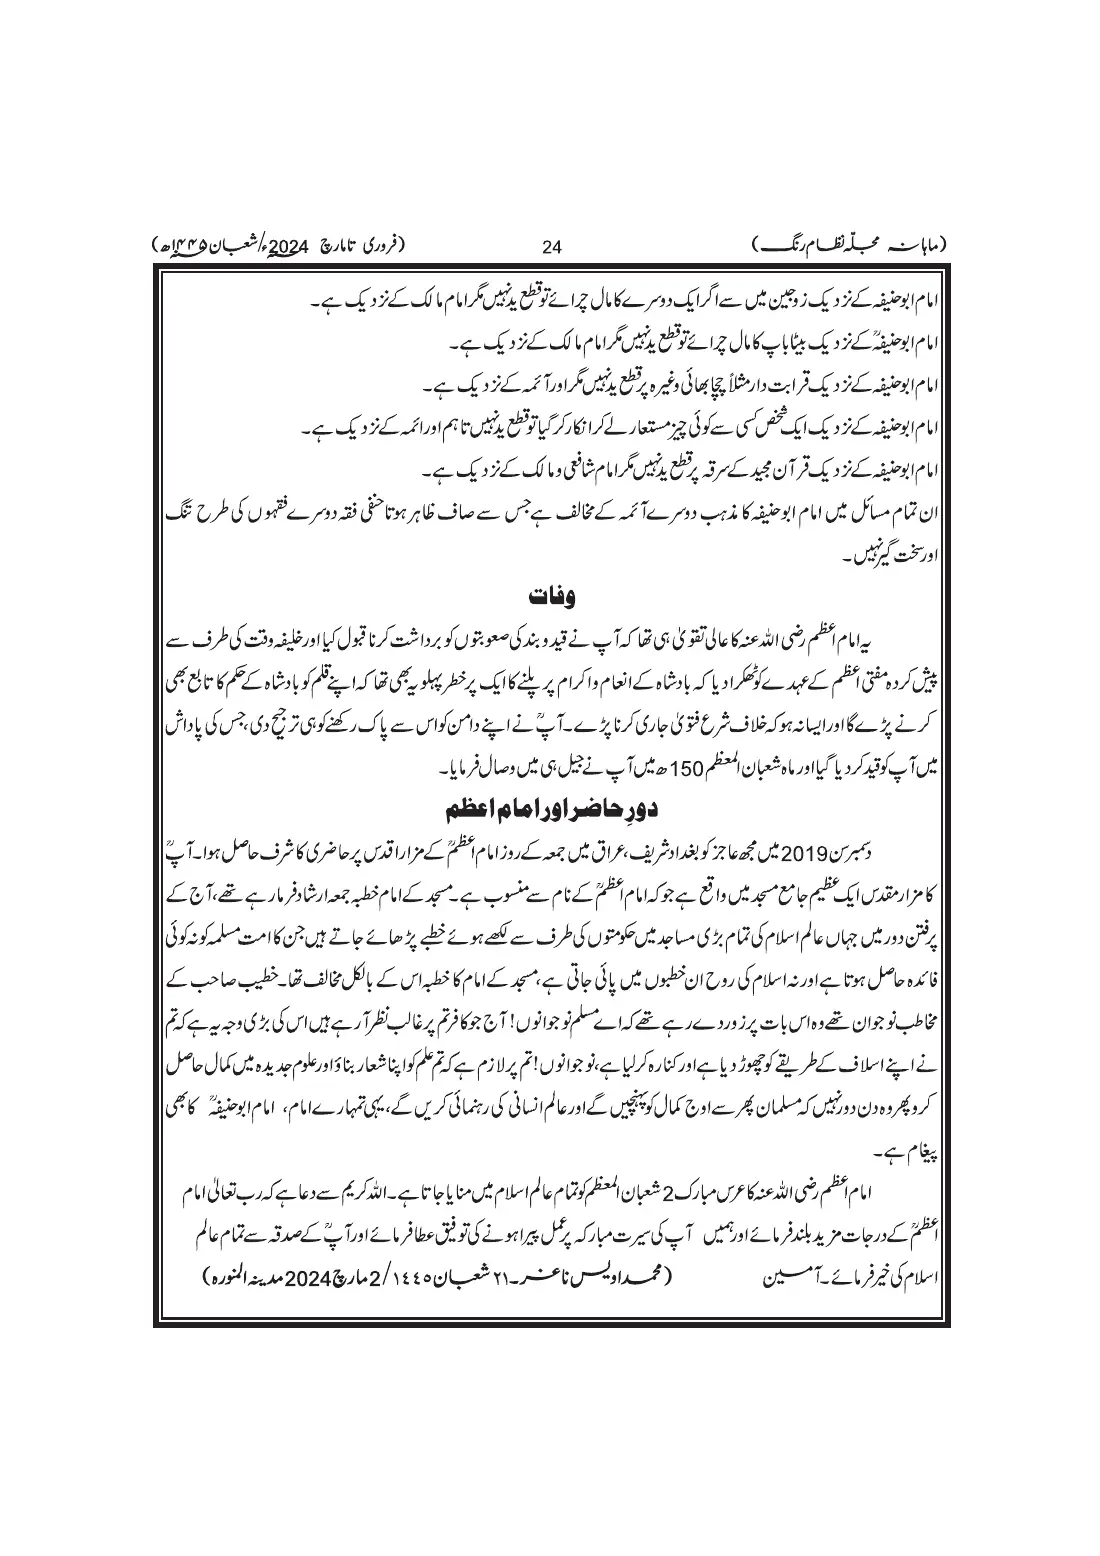 (ماہانہ مجلّہ نظام رنگ) 24 (فروری تا مارچ 2024ء/شعبان ۱۴۴۵ھ)
امام ابو حنیفہ کے نزدیک زوجین میں سے اگر ایک دوسرے کا مال چرائے تو قطع ید نہیں مگر امام مالک کے نزدیک ہے۔
امام ابو حنیفہؒ کے نزدیک بیٹا باپ کا مال چرائے تو قطع ید نہیں مگر امام مالک کے نزدیک ہے۔
امام ابو حنیفہ کے نزدیک قرابت دار مثلاً چچا بھائی وغیرہ پر قطع ید نہیں مگر اور آئمہ کے نزدیک ہے۔
امام ابو حنیفہ کے نزدیک ایک شخص کسی سے کوئی چیز مستعار لے کر انکار کر گیا تو قطع ید نہیں تاہم اور ائمہ کے نزدیک ہے۔
امام ابو حنیفہ کے نزدیک قرآن مجید کے سرقہ پر قطع ید نہیں مگر امام شافعی و مالک کے نزدیک ہے۔
ان تمام مسائل میں امام ابو حنیفہ کا مذہب دوسرے آئمہ کے مخالف ہے جس سے صاف ظاہر ہوتا حنفی فقہ دوسرے فقہوں کی طرح تنگ
اور سخت گیر نہیں۔
وفات
یہ امام اعظم رضی اللہ عنہ کا عالی تقویٰ ہی تھا کہ آپ نے قید و بند کی صعوبتوں کو برداشت کرنا قبول کیا اور خلیفہ وقت کی طرف سے
پیش کردہ مفتی اعظم کے عہدے کو ٹھکرا دیا کہ بادشاہ کے انعام و اکرام پر پلنے کا ایک پر خطر پہلو یہ بھی تھا کہ اپنے قلم کو بادشاہ کے حکم کا تابع بھی
کرنے پڑے گا اور ایسا نہ ہو کہ خلاف شرع فتویٰ جاری کرنا پڑے۔ آپؒ نے اپنے دامن کو اس سے پاک رکھنے کو ہی ترجیح دی، جس کی پاداش
میں آپ کو قید کر دیا گیا اور ماہ شعبان المعظم 150ھ میں آپ نے جیل ہی میں وصال فرمایا۔
دورِ حاضر اور امام اعظم
دسمبر سن 2019 میں مجھ عاجز کو بغداد شریف، عراق میں جمعہ کے روز امام اعظمؒ کے مزار اقدس پر حاضری کا شرف حاصل ہوا۔ آپؒ
کا مزار مقدس ایک عظیم جامع مسجد میں واقع ہے جو کہ امام اعظمؒ کے نام سے منسوب ہے۔ مسجد کے امام خطبہ جمعہ ارشاد فرما رہے تھے، آج کے
پر فتن دور میں جہاں عالم اسلام کی تمام بڑی مساجد میں حکومتوں کی طرف سے لکھے ہوئے خطبے پڑھائے جاتے ہیں جن کا امت مسلمہ کو نہ کوئی
فائدہ حاصل ہوتا ہے اور نہ اسلام کی روح ان خطبوں میں پائی جاتی ہے، مسجد کے امام کا خطبہ اس کے بالکل مخالف تھا۔ خطیب صاحب کے
مخاطب نوجوان تھے وہ اس بات پر زور دے رہے تھے کہ اے مسلم نوجوانوں! آج جو کافر تم پر غالب نظر آ رہے ہیں اس کی بڑی وجہ یہ ہے کہ تم
نے اپنے اسلاف کے طریقے کو چھوڑ دیا ہے اور کنارہ کر لیا ہے، نوجوانوں! تم پر لازم ہے کہ تم علم کو اپنا شعار بناؤ اور علوم جدیدہ میں کمال حاصل
کرو پھر وہ دن دور نہیں کہ مسلمان پھر سے اوج کمال کو پہنچیں گے اور عالم انسانی کی رہنمائی کریں گے، یہی تمہارے امام، امام ابو حنیفہؒ کا بھی
پیغام ہے۔
امام اعظم رضی اللہ عنہ کا عرس مبارک 2 شعبان المعظم کو تمام عالم اسلام میں منایا جاتا ہے۔ اللہ کریم سے دعا ہے کہ رب تعالیٰ امام
اعظمؒ کے درجات مزید بلند فرمائے اور ہمیں آپ کی سیرت مبارکہ پر عمل پیرا ہونے کی توفیق عطا فرمائے اور آپؒ کے صدقہ سے تمام عالم
اسلام کی خیر فرمائے۔ آمین (محمد اویس ناغر۔ ٢١ شعبان ١٤٤٥/2 مارچ 2024 مدینہ المنورہ)